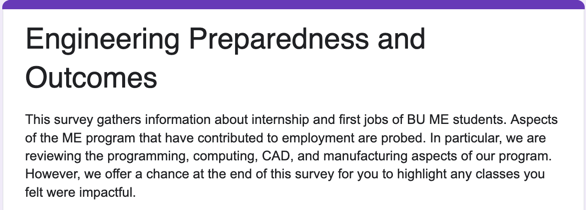 Engineering Preparedness and
Outcomes
This survey gathers information about internship and first jobs of BU ME students. Aspects
of the ME program that have contributed to employment are probed. In particular, we are
reviewing the programming, computing, CAD, and manufacturing aspects of our program.
However, we offer a chance at the end of this survey for you to highlight any classes you
felt were impactful.